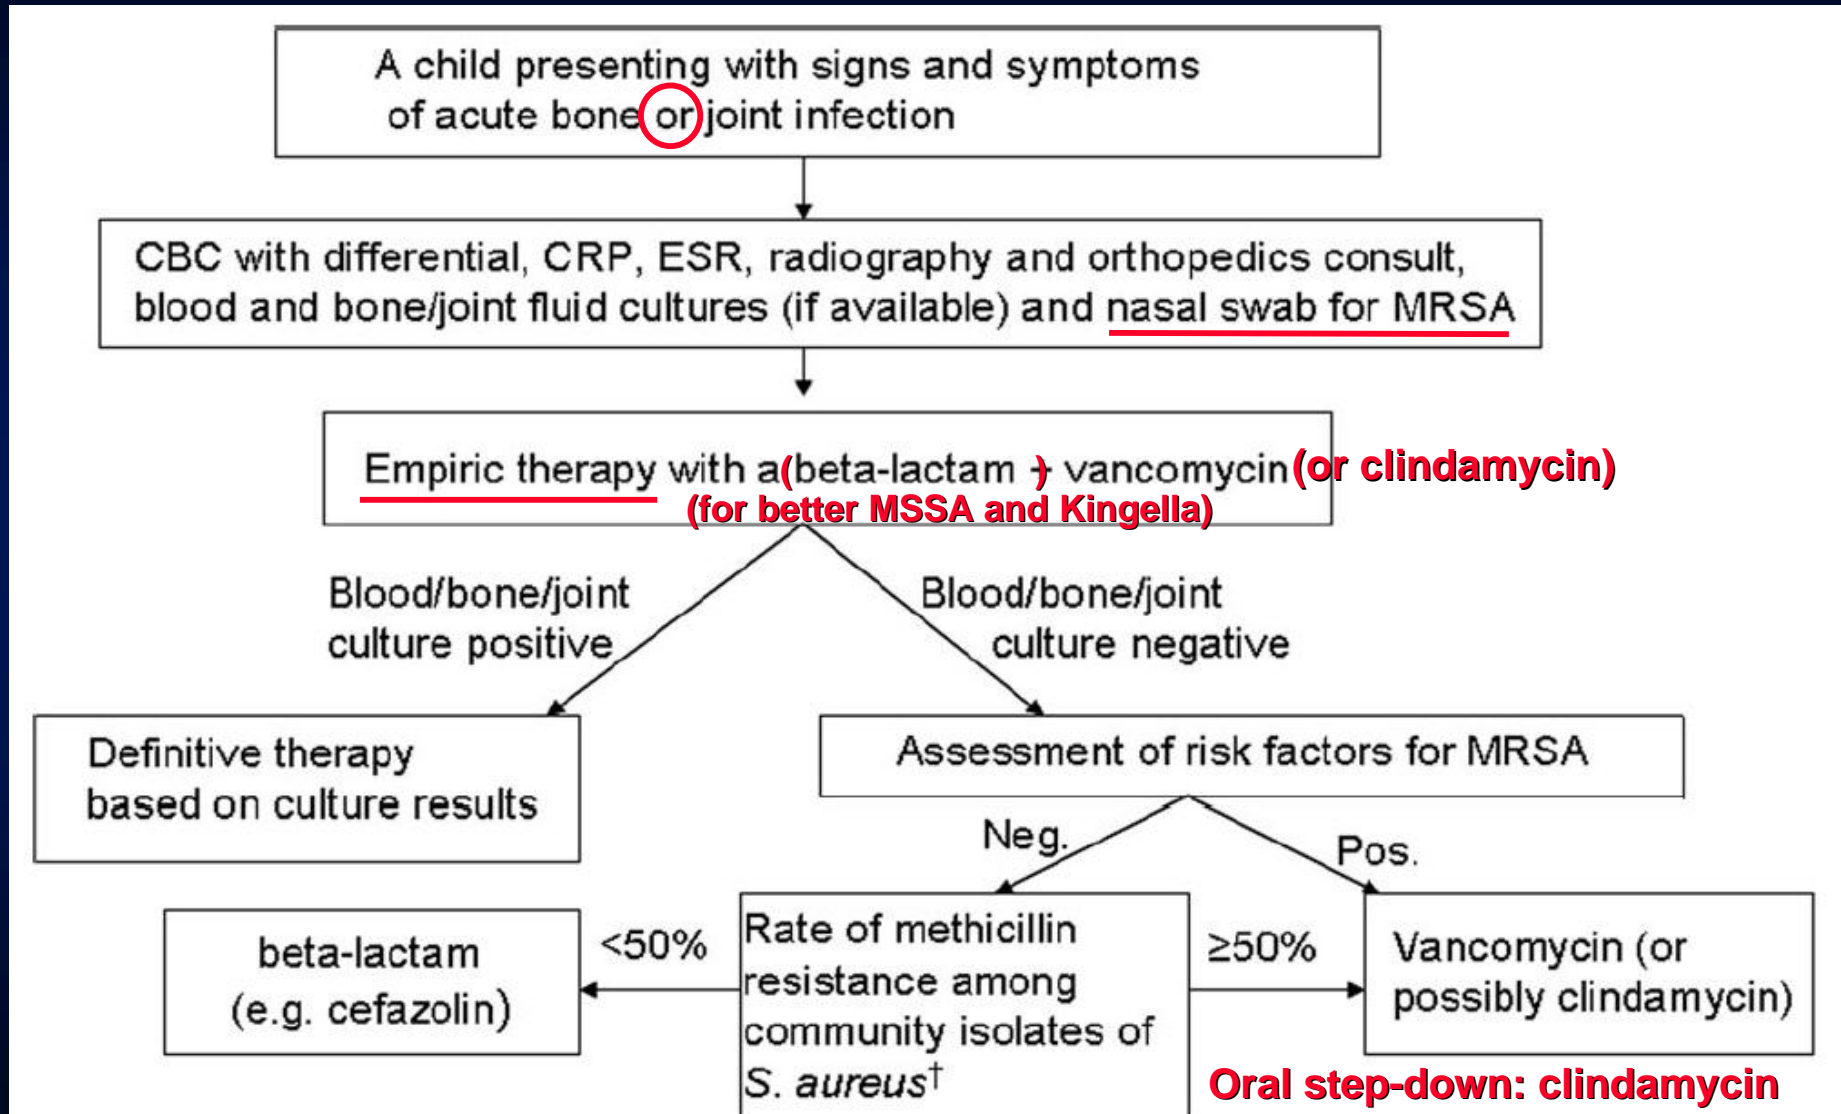 A child presenting with signs and symptoms
of acute bone or joint infection
CBC with differential, CRP, ESR, radiography and orthopedics consult,
blood and bone/joint fluid cultures (if available) and nasal swab for MRSA
Empiric therapy with a (beta-lactam +) vancomycin (or clindamycin)
(for better MSSA and Kingella)
Blood/bone/joint
culture positive
Blood/bone/joint
culture negative
Definitive therapy
based on culture results
Assessment of risk factors for MRSA
Neg.
Pos.
beta-lactam
(e.g. cefazolin)
<50%
Rate of methicillin
resistance among
community isolates of
S. aureus†
≥50%
Vancomycin (or
possibly clindamycin)
Oral step-down: clindamycin